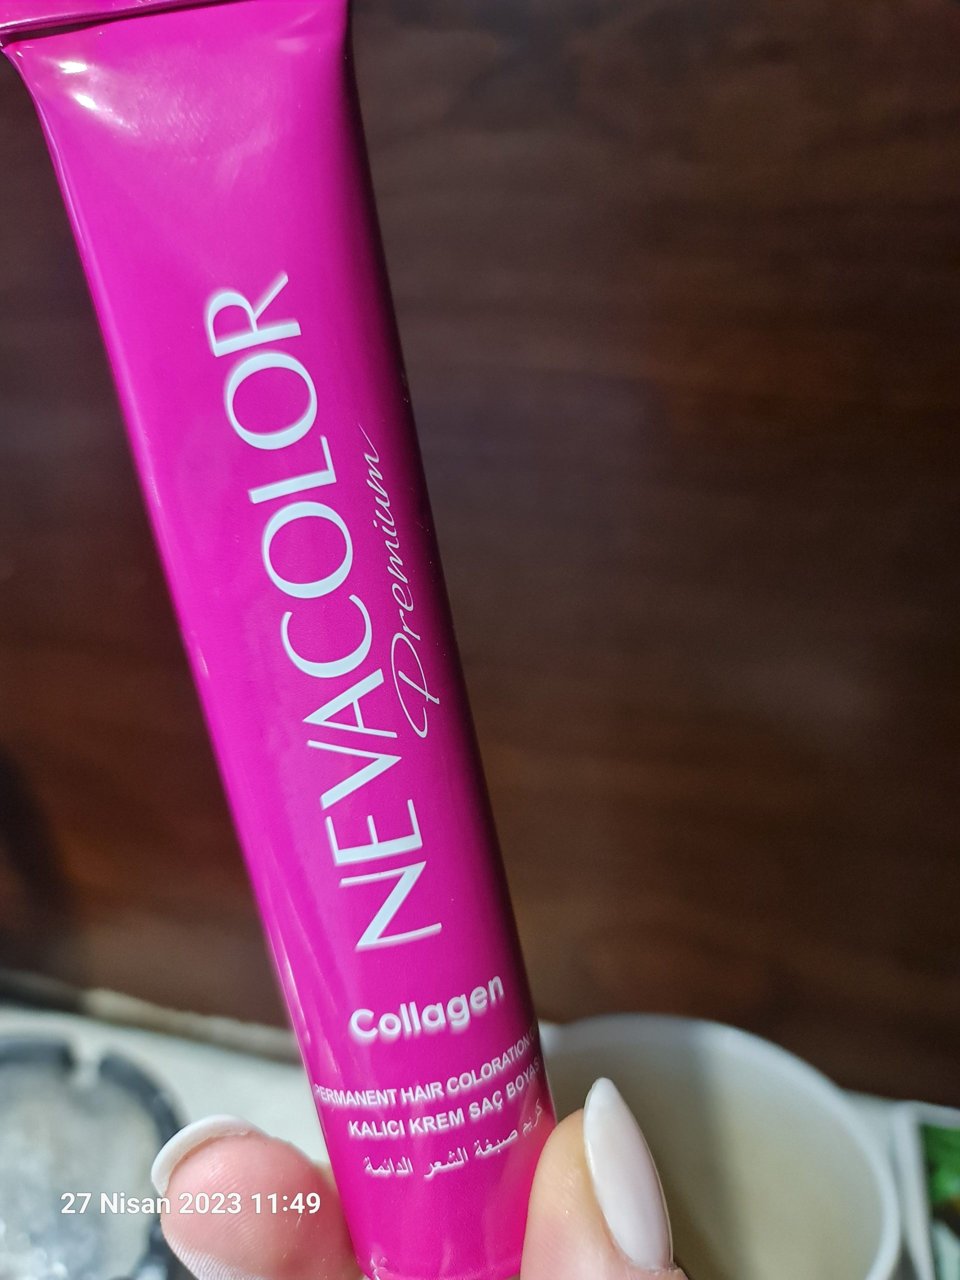 NEVACOLOR
Premium
Collagen
PERMANENT HAIR COLORATION
KALICI KREM SAÇ BOYASI
كريم صبغة الشعر الدائمة
27 Nisan 2023 11:49